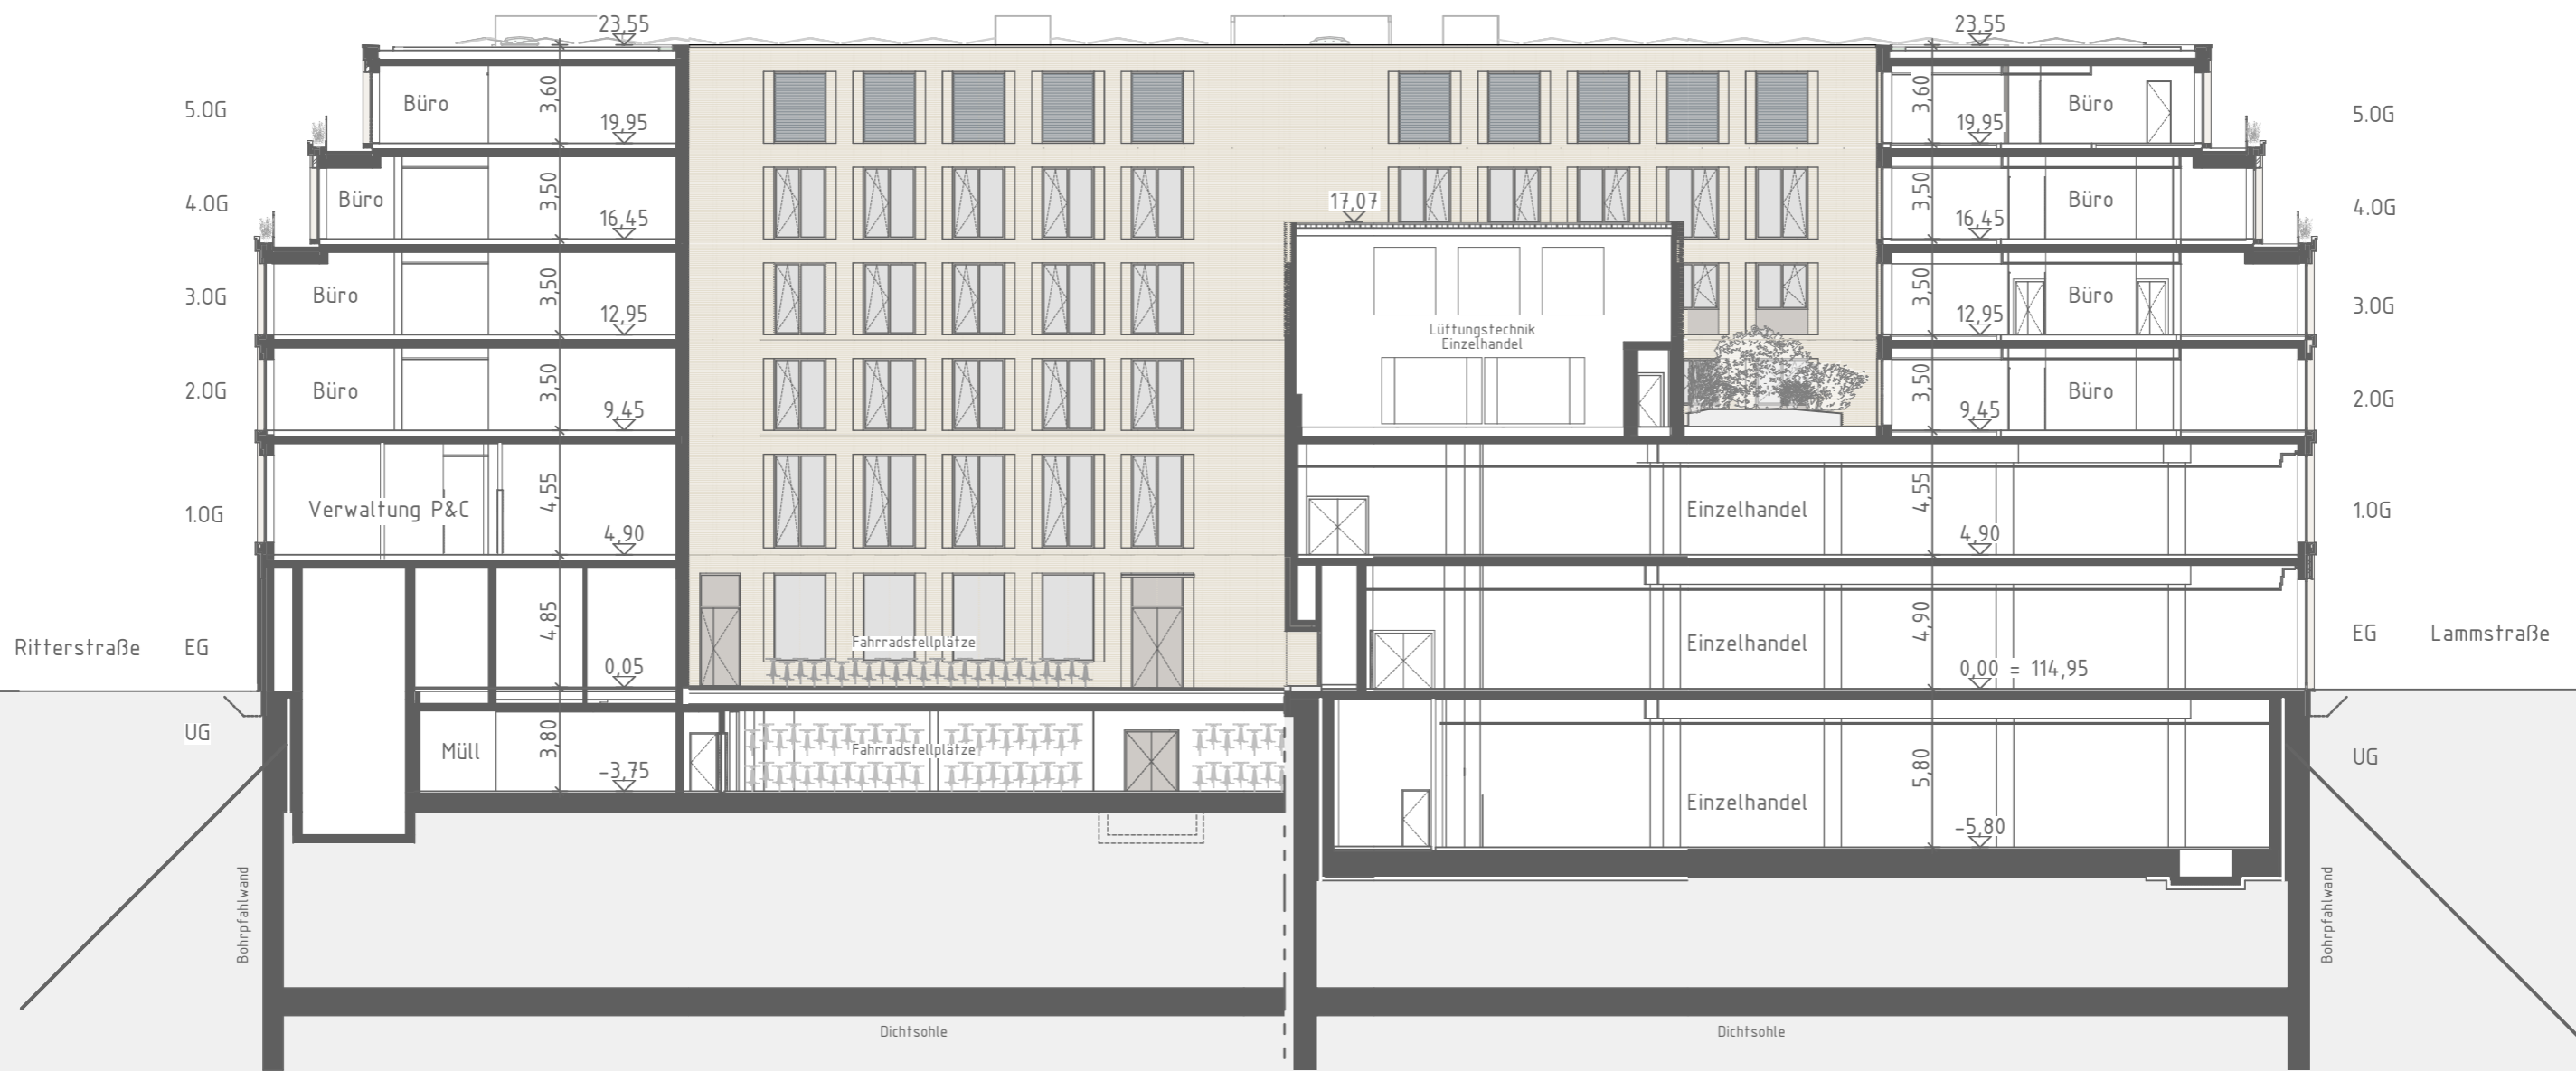 23,55
23,55
5.OG
Büro
3,60
19,95
3,60
19,95
Büro
5.OG
4.OG
Büro
3,50
16,45
17,07
3,50
16,45
Büro
4.OG
3.OG
Büro
3,50
12,95
Lüftungstechnik
Einzelhandel
3,50
12,95
Büro
3.OG
2.OG
Büro
3,50
9,45
3,50
9,45
Büro
2.OG
1.OG
Verwaltung P&C
4,55
4,90
Einzelhandel
4,55
4,90
1.OG
Ritterstraße
EG
4,85
0,05
Fahrradstellplätze
Einzelhandel
4,90
0,00 = 114,95
EG
Lammstraße
UG
Müll
3,80
-3,75
Fahrradstellplätze
Einzelhandel
5,80
-5,80
UG
Bohrpfahlwand
Bohrpfahlwand
Dichtsohle
Dichtsohle